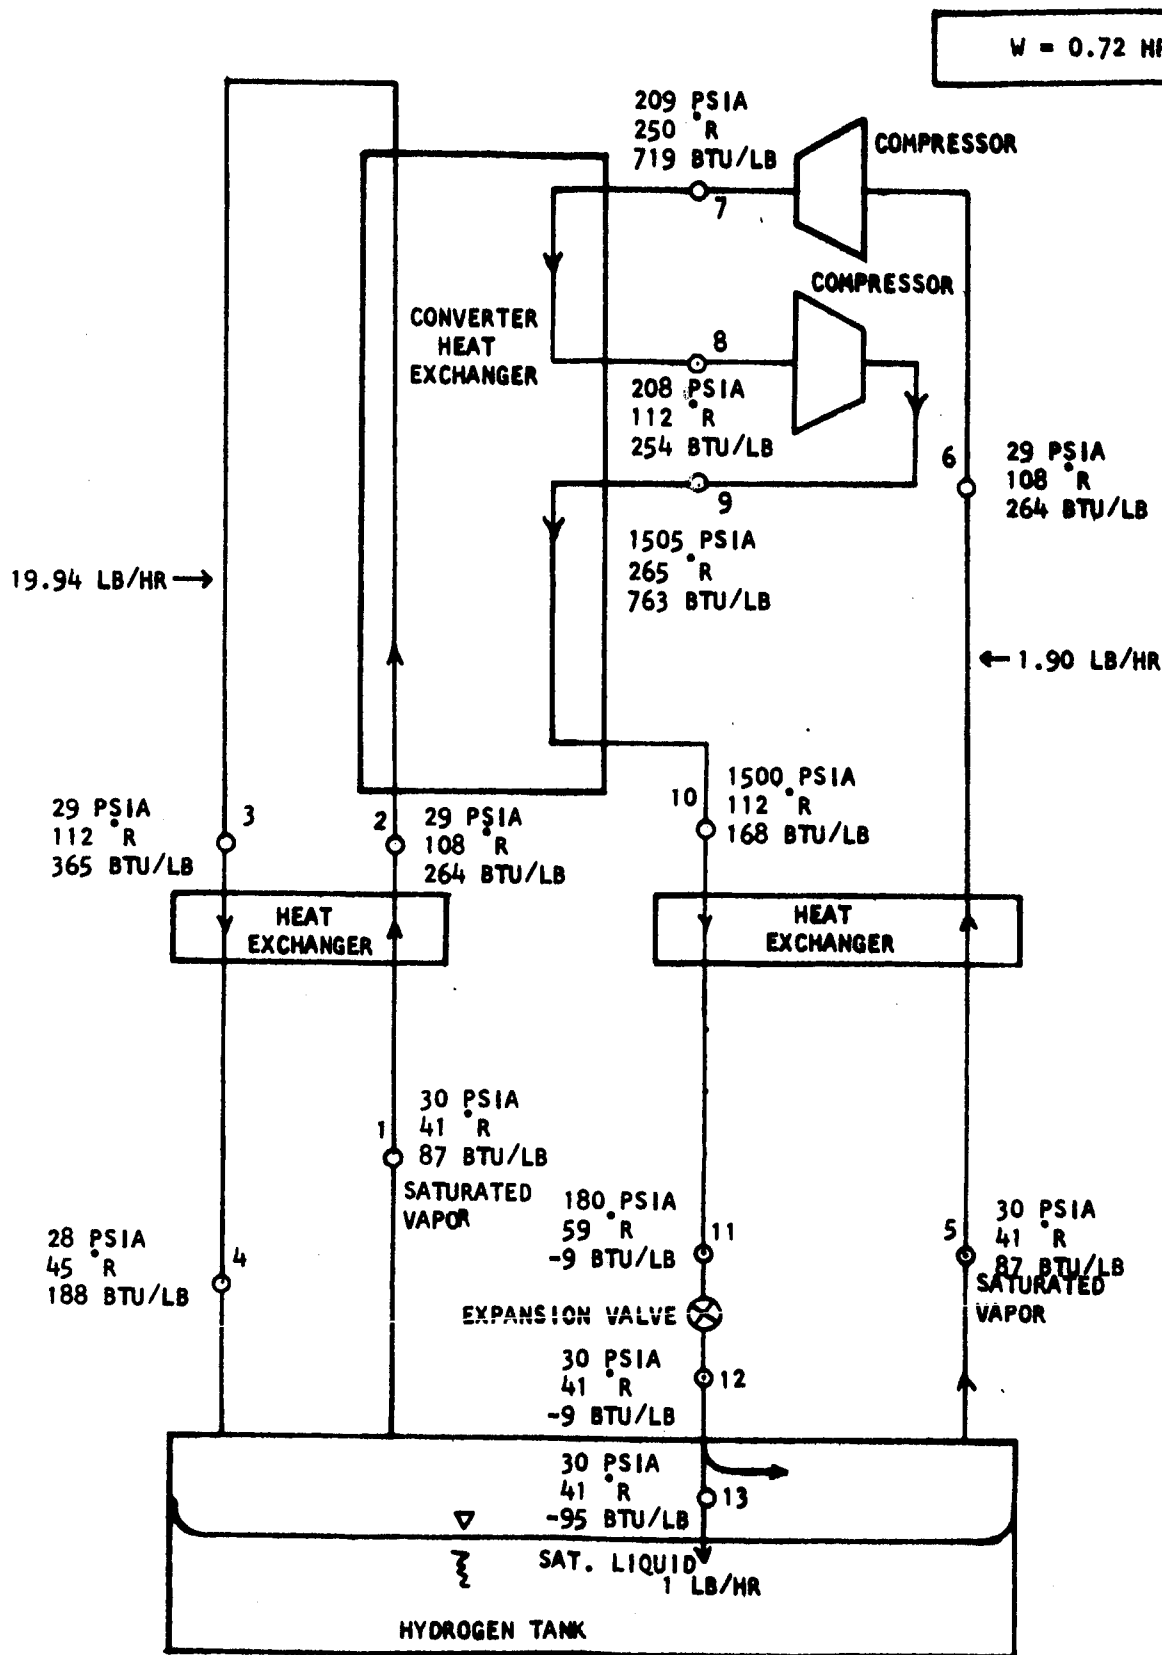 W = 0.72 HP
209 PSIA
250 °R
719 BTU/LB
7
COMPRESSOR
COMPRESSOR
CONVERTER
HEAT
EXCHANGER
8
208 PSIA
112 °R
254 BTU/LB
9
6
29 PSIA
108 °R
264 BTU/LB
1505 PSIA
265 °R
763 BTU/LB
19.94 LB/HR
1.90 LB/HR
29 PSIA
112 °R
365 BTU/LB
3
2
29 PSIA
108 °R
264 BTU/LB
10
1500 PSIA
112 °R
168 BTU/LB
HEAT
EXCHANGER
HEAT
EXCHANGER
1
30 PSIA
41 °R
87 BTU/LB
SATURATED
VAPOR
28 PSIA
45 °R
188 BTU/LB
4
180 PSIA
59 °R
-9 BTU/LB
11
5
30 PSIA
41 °R
87 BTU/LB
SATURATED
VAPOR
EXPANSION VALVE
30 PSIA
41 °R
-9 BTU/LB
12
30 PSIA
41 °R
-95 BTU/LB
13
SAT. LIQUID
1 LB/HR
HYDROGEN TANK